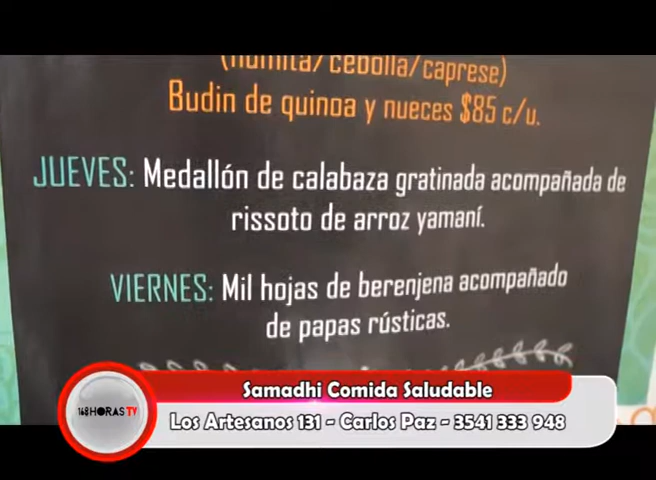 (humita/cebolla/caprese)
Budin de quinoa y nueces $85 c/u.
JUEVES: Medallón de calabaza gratinada acompañada de
rissoto de arroz yamaní.
VIERNES: Mil hojas de berenjena acompañado
de papas rústicas.
Samadhi Comida Saludable
168HORASTV
Los Artesanos 131 - Carlos Paz - 3541 333 948